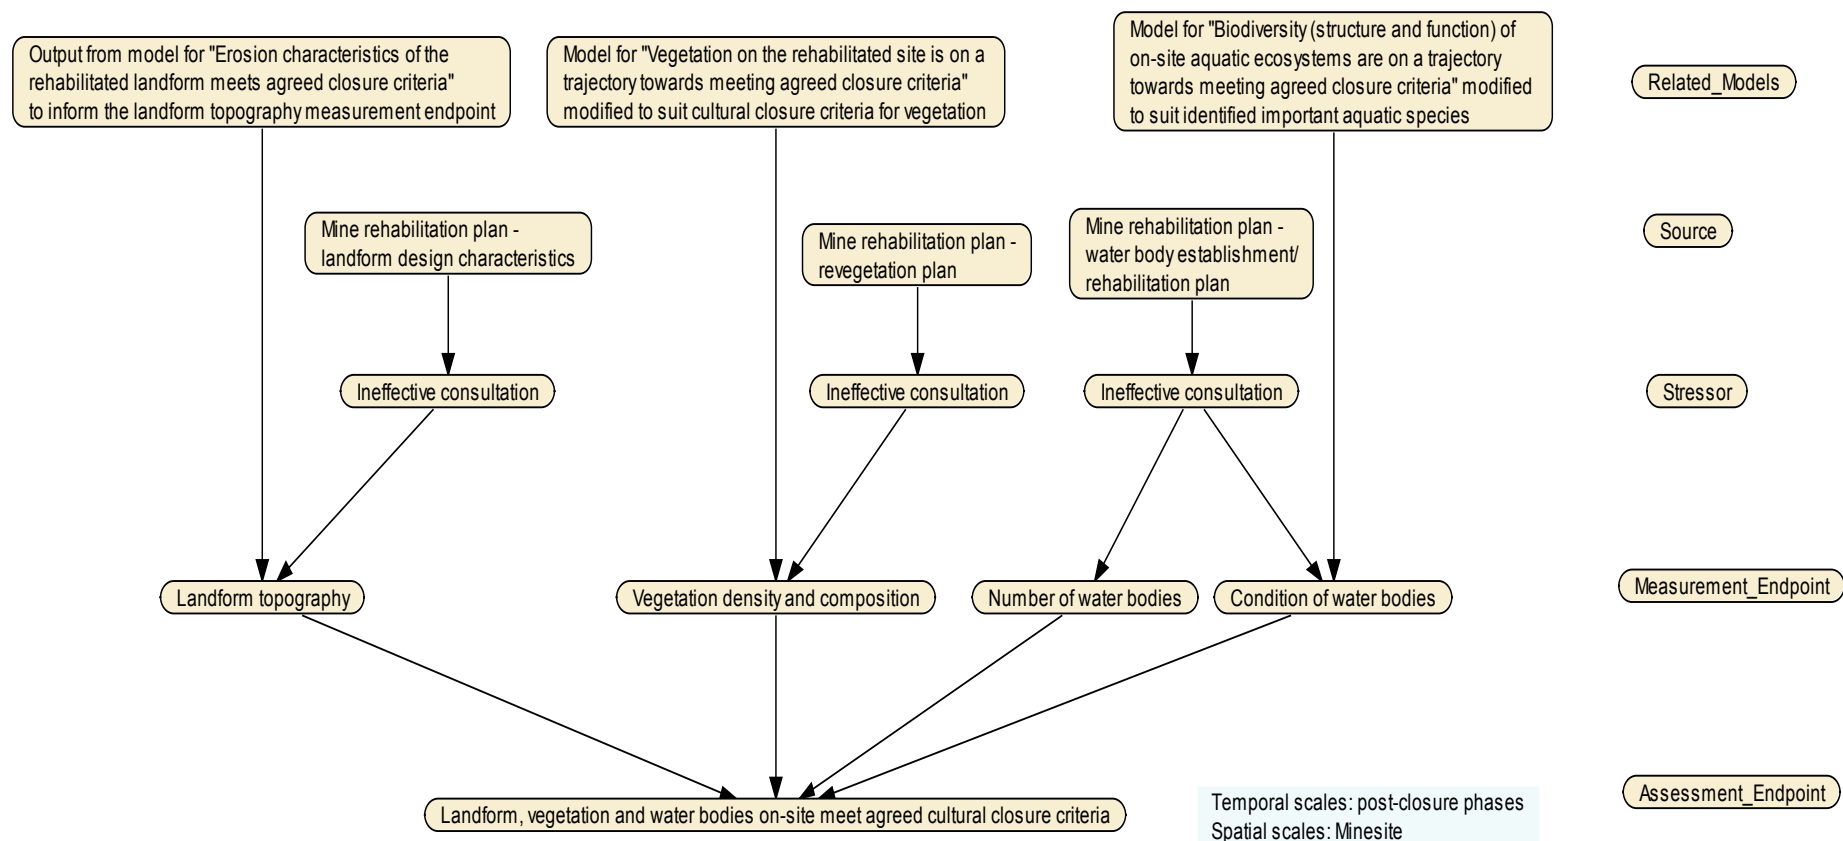 Output from model for "Erosion characteristics of the
rehabilitated landform meets agreed closure criteria"
to inform the landform topography measurement endpoint
Model for "Vegetation on the rehabilitated site is on a
trajectory towards meeting agreed closure criteria"
modified to suit cultural closure criteria for vegetation
Model for "Biodiversity (structure and function) of
on-site aquatic ecosystems are on a trajectory
towards meeting agreed closure criteria" modified
to suit identified important aquatic species
Related_Models
Mine rehabilitation plan -
landform design characteristics
Mine rehabilitation plan -
revegetation plan
Mine rehabilitation plan -
water body establishment/
rehabilitation plan
Source
Ineffective consultation
Ineffective consultation
Ineffective consultation
Stressor
Landform topography
Vegetation density and composition
Number of water bodies
Condition of water bodies
Measurement_Endpoint
Landform, vegetation and water bodies on-site meet agreed cultural closure criteria
Temporal scales: post-closure phases
Spatial scales: Minesite
Assessment_Endpoint